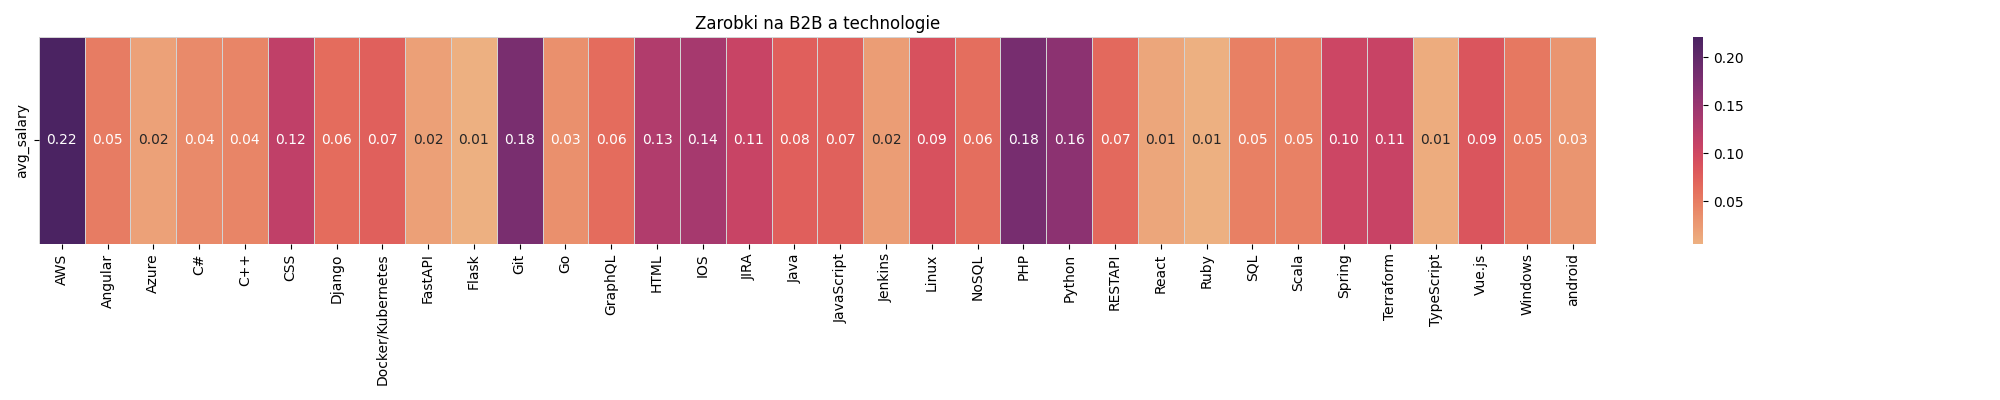 Zarobki na B2B a technologie
avg_salary
0.22 0.05 0.02 0.04 0.04 0.12 0.06 0.07 0.02 0.01 0.18 0.03 0.06 0.13 0.14 0.11 0.08 0.07 0.02 0.09 0.06 0.18 0.16 0.07 0.01 0.01 0.05 0.05 0.10 0.11 0.01 0.09 0.05 0.03
AWS
Angular
Azure
C#
C++
CSS
Django
Docker/Kubernetes
FastAPI
Flask
Git
Go
GraphQL
HTML
IOS
JIRA
Java
JavaScript
Jenkins
Linux
NoSQL
PHP
Python
RESTAPI
React
Ruby
SQL
Scala
Spring
Terraform
TypeScript
Vue.js
Windows
android
0.20
0.15
0.10
0.05